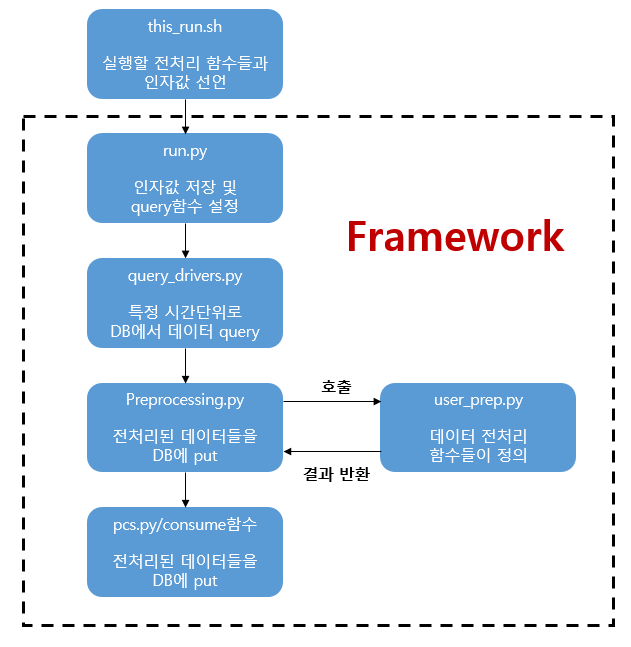 this_run.sh
실행할 전처리 함수들과
인자값 선언
run.py
인자값 저장 및
query함수 설정
Framework
query_drivers.py
특정 시간단위로
DB에서 데이터 query
Preprocessing.py
전처리된 데이터들을
DB에 put
호출
결과 반환
user_prep.py
데이터 전처리
함수들이 정의
pcs.py/consume함수
전처리된 데이터들을
DB에 put